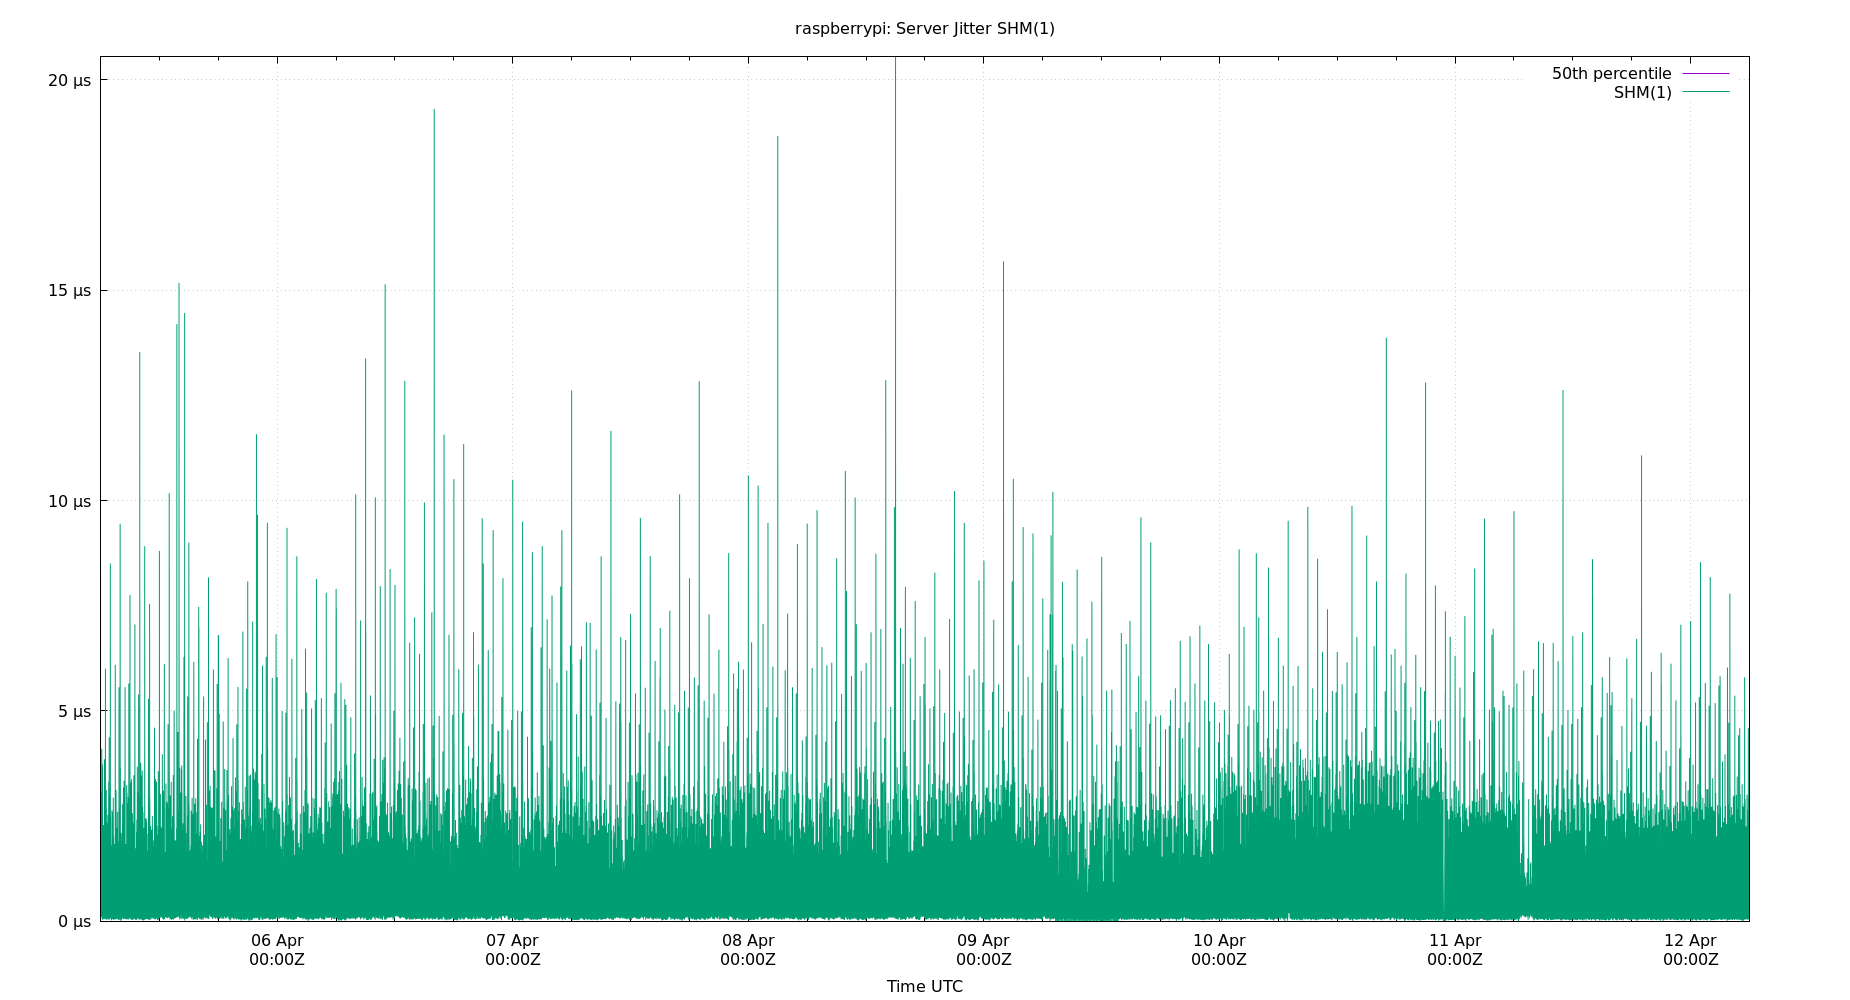 raspberrypi: Server Jitter SHM(1)
50th percentile
SHM(1)
20 µs
15 µs
10 µs
5 µs
0 µs
06 Apr
00:00Z
07 Apr
00:00Z
08 Apr
00:00Z
09 Apr
00:00Z
10 Apr
00:00Z
11 Apr
00:00Z
12 Apr
00:00Z
Time UTC